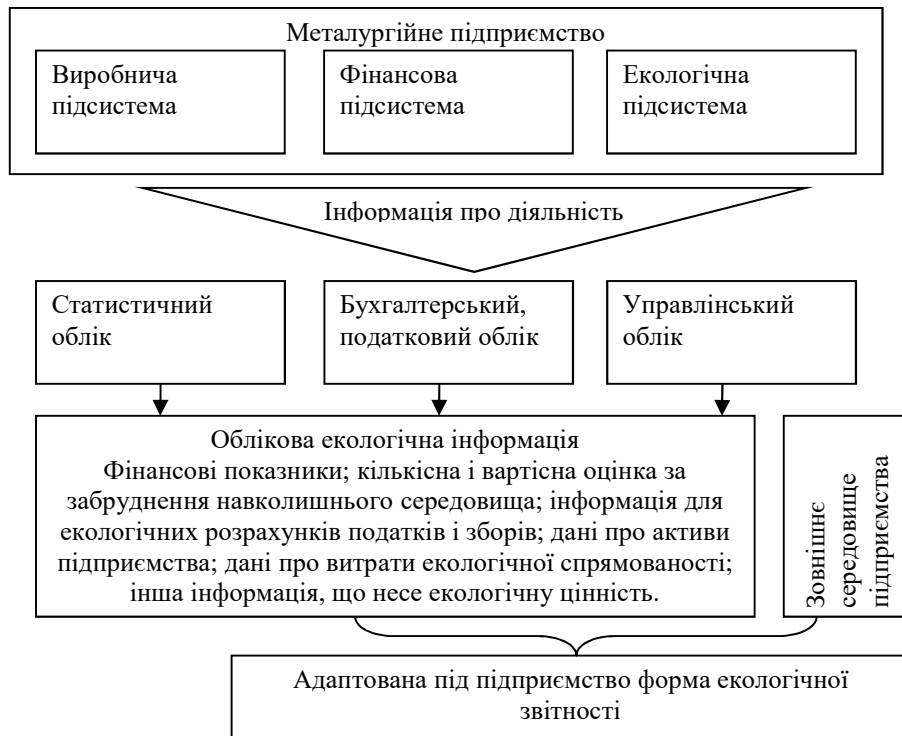 Металургійне підприємство
Виробнича
підсистема
Фінансова
підсистема
Екологічна
підсистема
Інформація про діяльність
Статистичний
облік
Бухгалтерський,
податковий облік
Управлінський
облік
Облікова екологічна інформація
Фінансові показники; кількісна і вартісна оцінка за
забруднення навколишнього середовища; інформація для
екологічних розрахунків податків і зборів; дані про активи
підприємства; дані про витрати екологічної спрямованості;
інша інформація, що несе екологічну цінність.
Зовнішнє
середовище
підприємства
Адаптована під підприємство форма екологічної
звітності